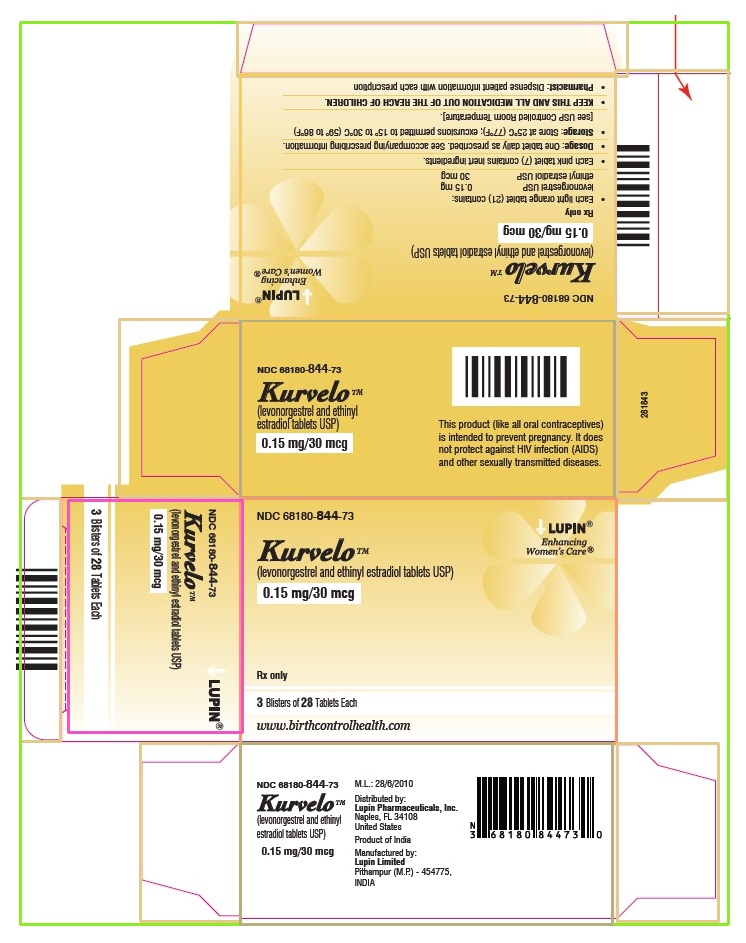 NDC 68180-844-73
Kurvelo™
(levonorgestrel and ethinyl estradiol tablets USP)
0.15 mg/30 mcg
Rx only
• Each light orange tablet (21) contains:
levonorgestrel USP 0.15 mg
ethinyl estradiol USP 30 mcg
• Each pink tablet (7) contains inert ingredients.
• Dosage: One tablet daily as prescribed. See accompanying prescribing information.
• Storage: Store at 25°C (77°F); excursions permitted to 15° to 30°C (59° to 86°F)
[see USP Controlled Room Temperature].
• KEEP THIS AND ALL MEDICATION OUT OF THE REACH OF CHILDREN.
• Pharmacist: Dispense patient information with each prescription
LUPIN®
Enhancing
Women's Care®
NDC 68180-844-73
Kurvelo™
(levonorgestrel and ethinyl
estradiol tablets USP)
0.15 mg/30 mcg
This product (like all oral contraceptives)
is intended to prevent pregnancy. It does
not protect against HIV infection (AIDS)
and other sexually transmitted diseases.
281643
NDC 68180-844-73
Kurvelo™
(levonorgestrel and ethinyl estradiol tablets USP)
0.15 mg/30 mcg
3 Blisters of 28 Tablets Each
LUPIN®
NDC 68180-844-73
Kurvelo™
(levonorgestrel and ethinyl estradiol tablets USP)
0.15 mg/30 mcg
LUPIN®
Enhancing
Women's Care®
Rx only
3 Blisters of 28 Tablets Each
www.birthcontrolhealth.com
NDC 68180-844-73
Kurvelo™
(levonorgestrel and ethinyl
estradiol tablets USP)
0.15 mg/30 mcg
M.L.: 28/6/2010
Distributed by:
Lupin Pharmaceuticals, Inc.
Naples, FL 34108
United States
Product of India
Manufactured by:
Lupin Limited
Pithampur (M.P.) - 454775,
INDIA
N
3 68180 84473 0